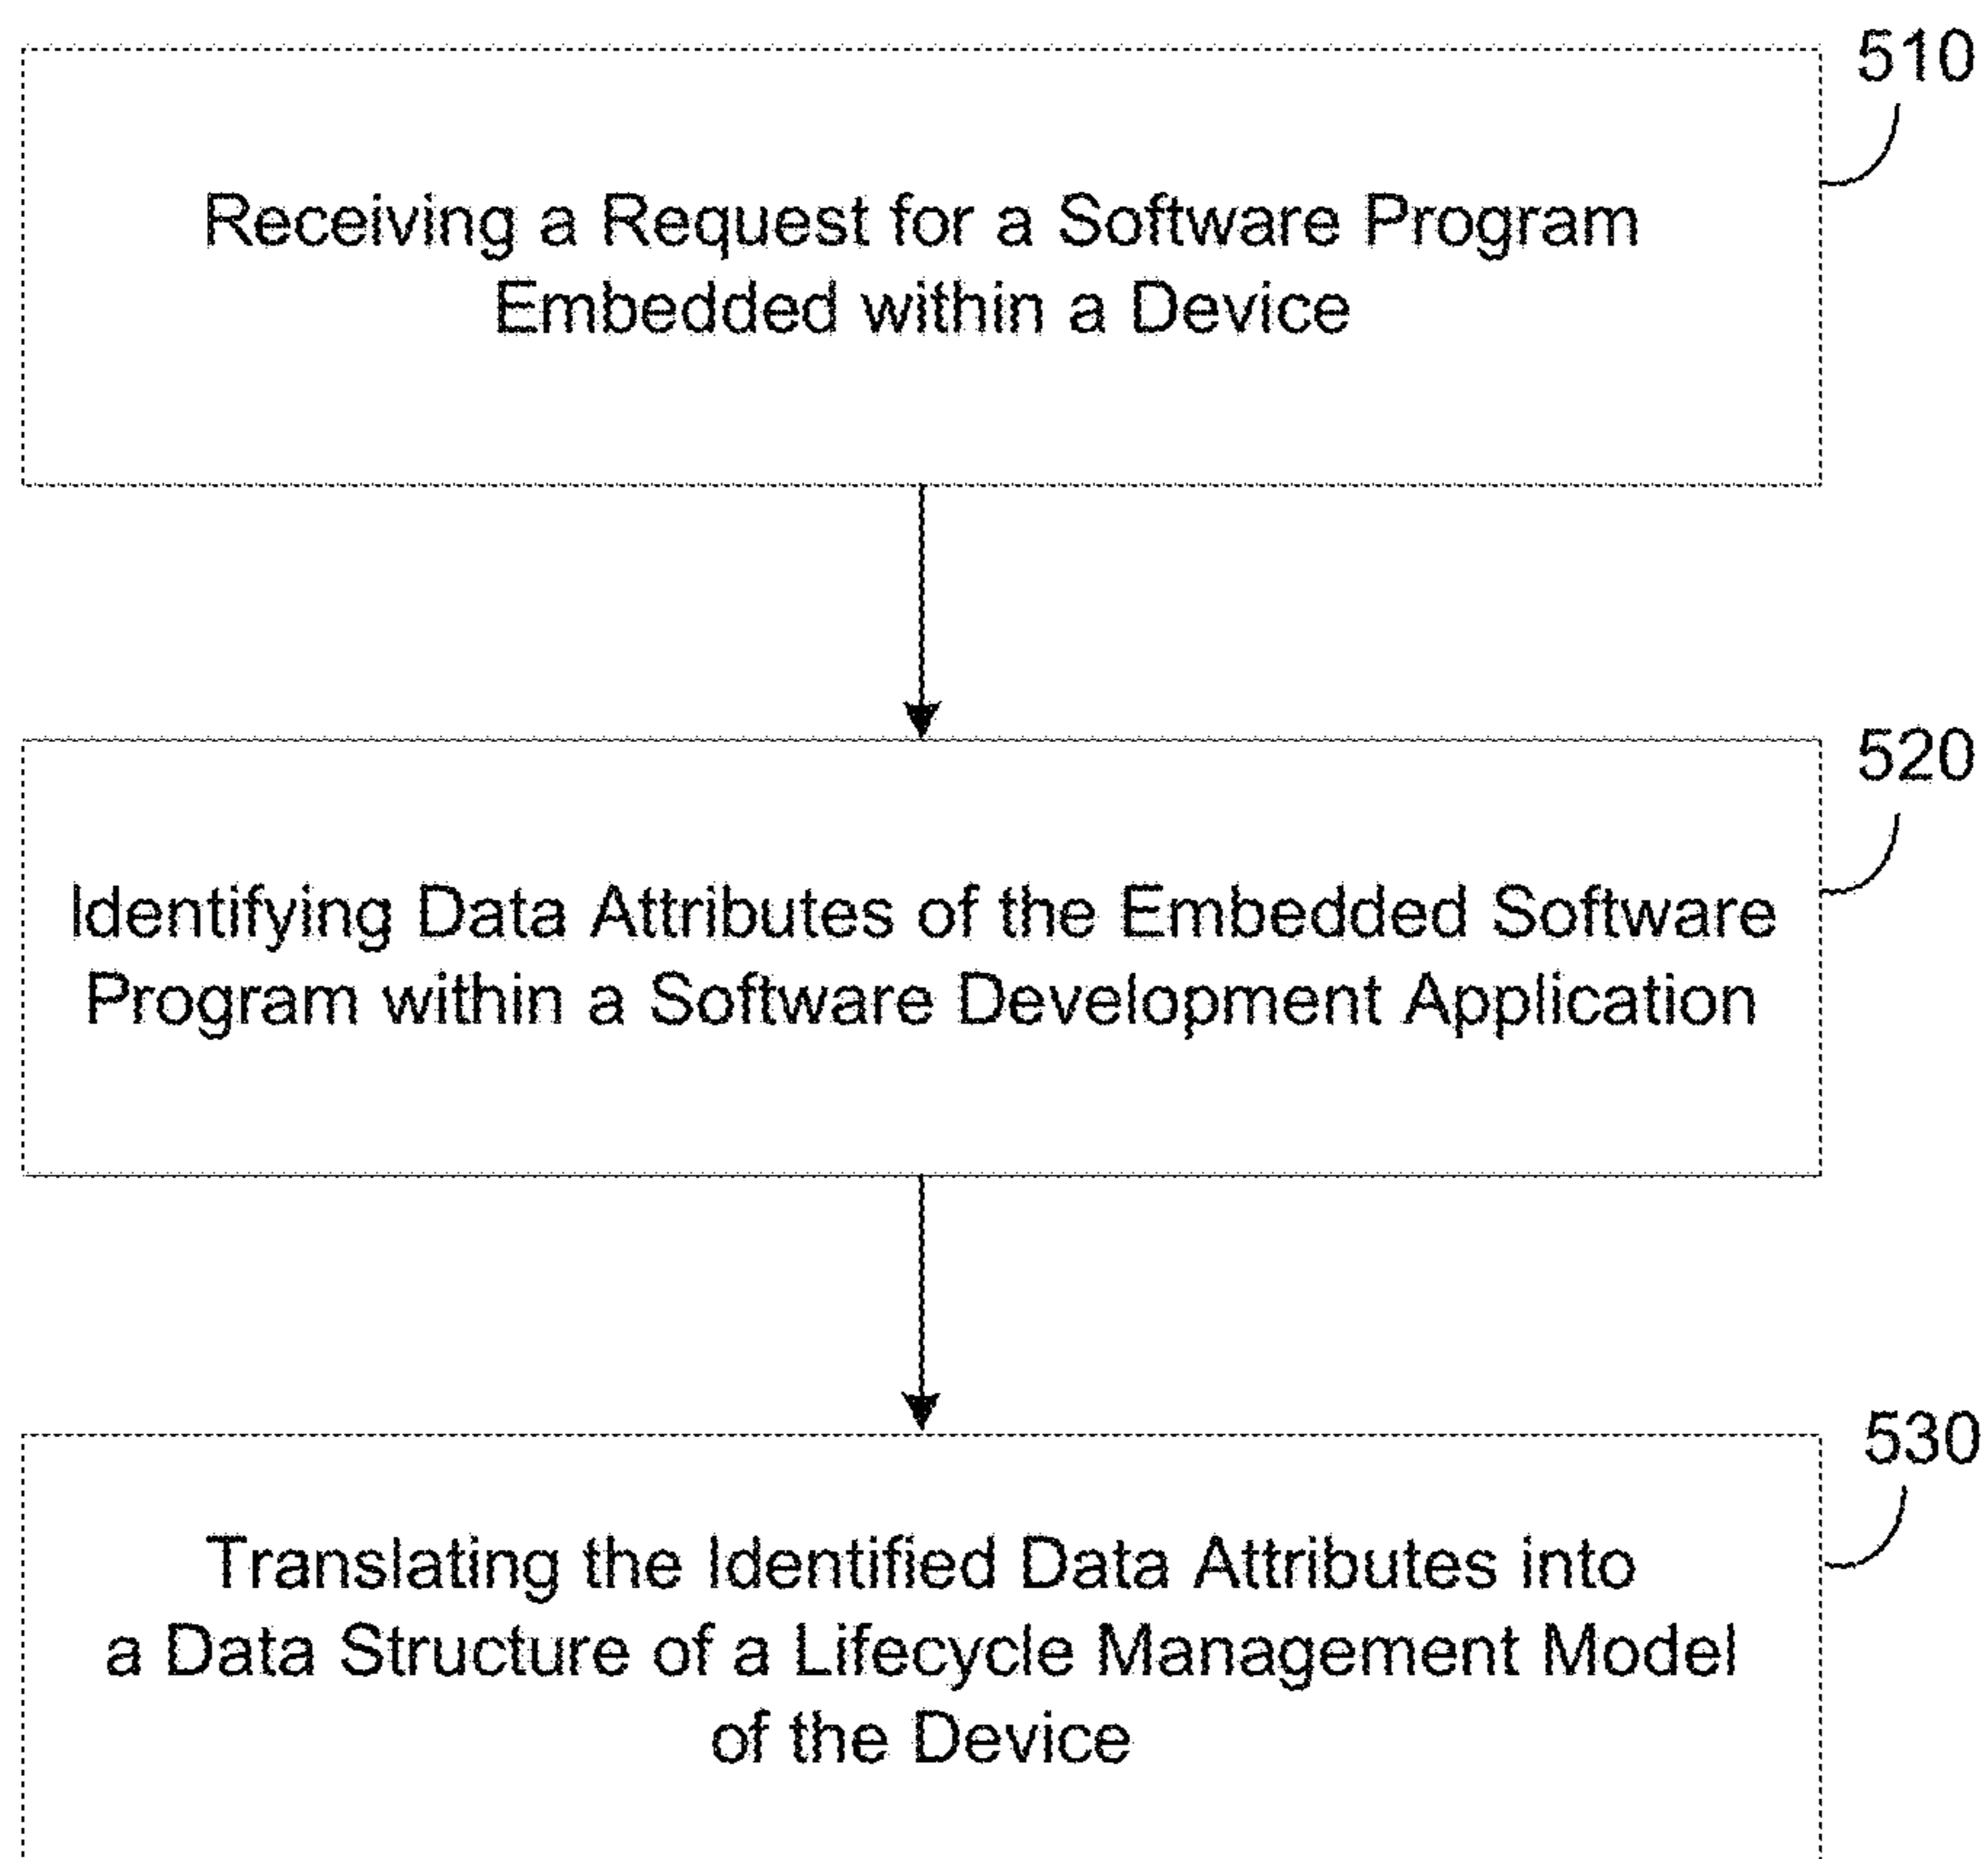 510
Receiving a Request for a Software Program
Embedded within a Device
520
Identifying Data Attributes of the Embedded Software
Program within a Software Development Application
530
Translating the Identified Data Attributes into
a Data Structure of a Lifecycle Management Model
of the Device